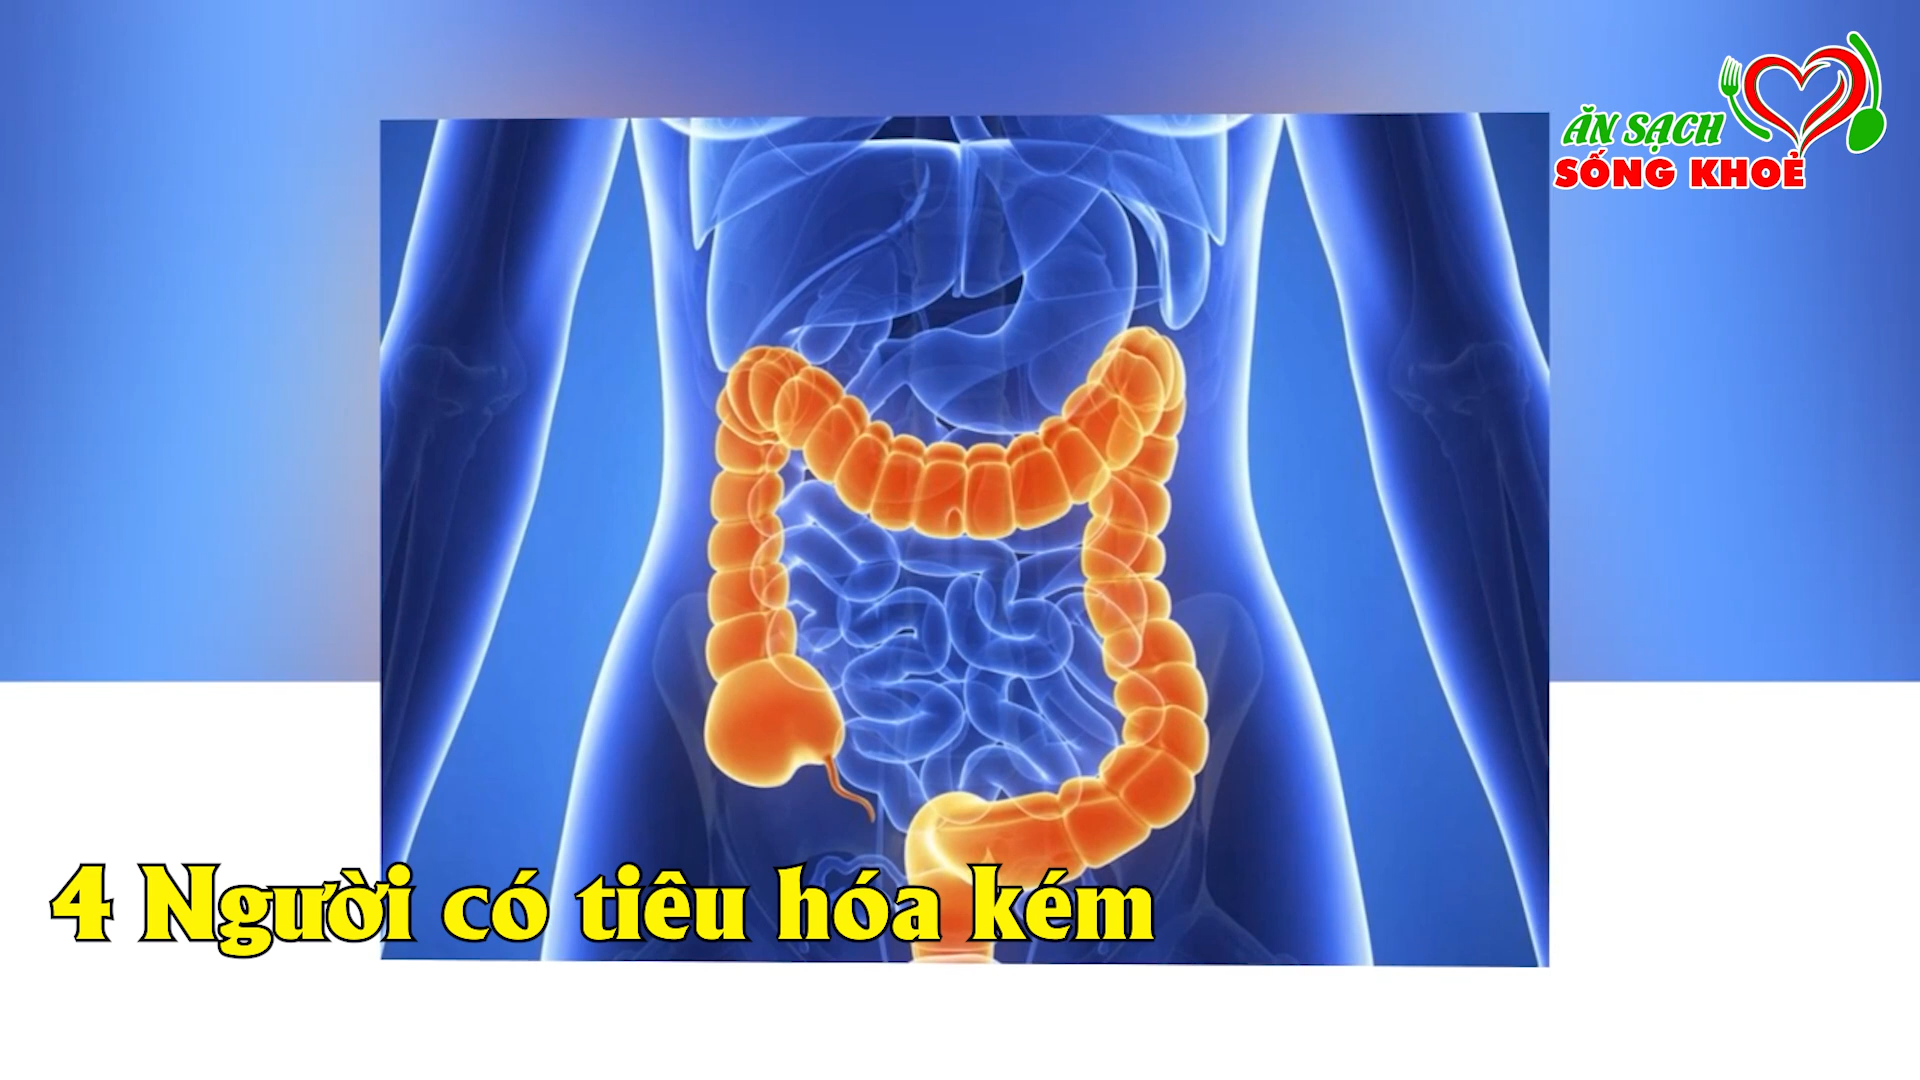 ĂN SẠCH
SỐNG KHOẺ
4 Người có tiêu hóa kém